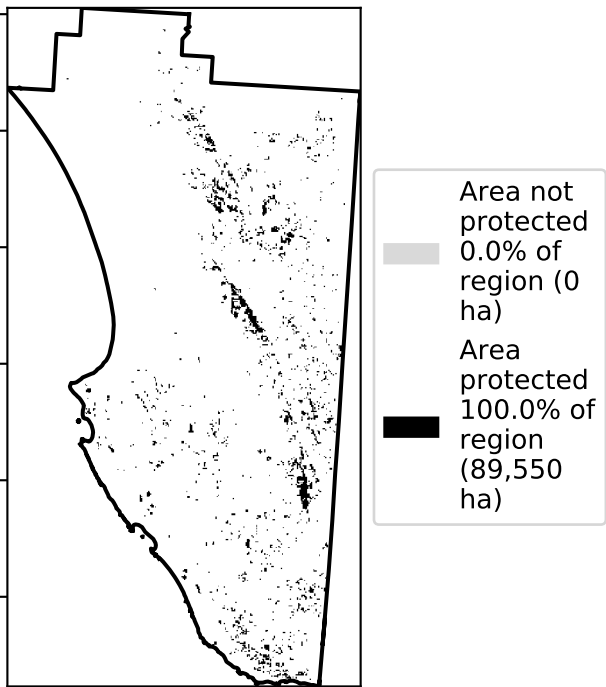 Area not
protected
0.0% of
region (0
ha)
Area
protected
100.0% of
region
(89,550
ha)